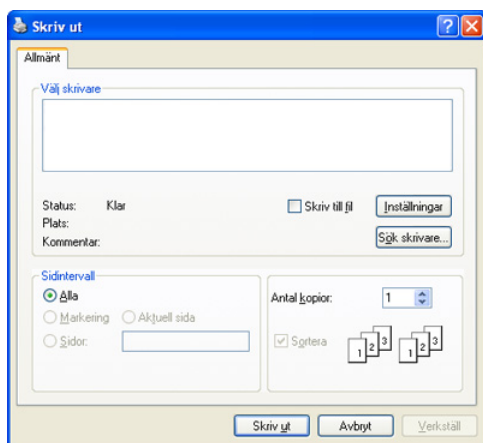 Skriv ut
Allmänt
Välj skrivare
Status: Klar
Plats:
Kommentar:
Skriv till fil
Inställningar
Sök skrivare...
Sidintervall
Alla
Markering Aktuell sida
Sidor:
Antal kopior: 1
Sortera
1 2 3 1 2 3
Skriv ut Avbryt Verkställ